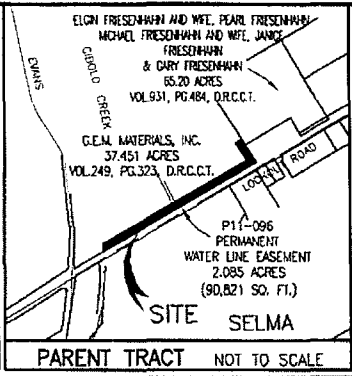 ELGIN FRIESENHAHN AND WIFE, PEARL FRIESENHAHN
MICHAEL FRIESENHAHN AND WIFE, JANICE
FRIESENHAHN
& GARY FRIESENHAHN
65.20 ACRES
VOL.931, PG.484, D.R.C.C.T.
EVANS
CIBOLO CREEK
G.E.M. MATERIALS, INC.
37.451 ACRES
VOL.249, PG.323, D.R.C.C.T.
ROAD
P11-096
PERMANENT
WATER LINE EASEMENT
2.085 ACRES
(90,821 SQ. FT.)
SITE
SELMA
PARENT TRACT NOT TO SCALE